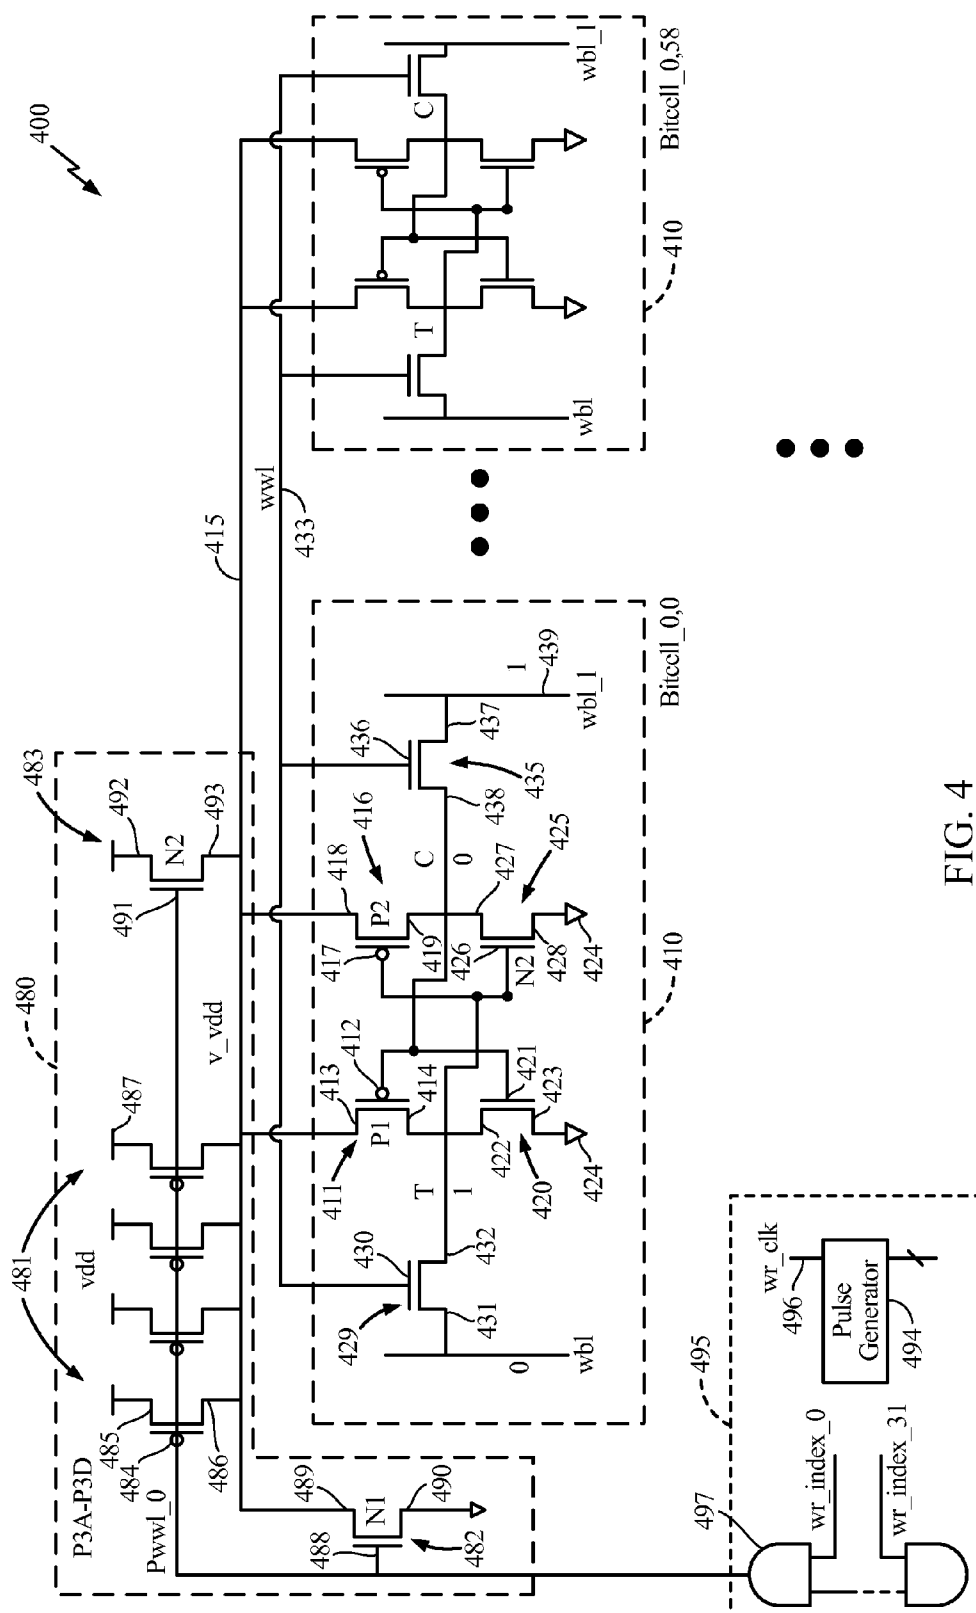 400
480
P3A-P3D
481
vdd
487
483
492
N2
493
491
485
484
486
Pwwl_0
v_vdd
489
N1
490
488
482
415
wwl
433
430
429
431
432
T
1
0
wbl
411
413
412
P1
414
421
422
423
420
424
418
416
P2
417
419
427
425
426
N2
428
424
436
435
437
438
C
0
1
439
wbl_1
Bitcell_0,0
410
T
C
wbl
wbl_1
Bitcell_0,58
410
495
497
wr_index_0
wr_index_31
wr_clk
496
Pulse
Generator
494
FIG. 4